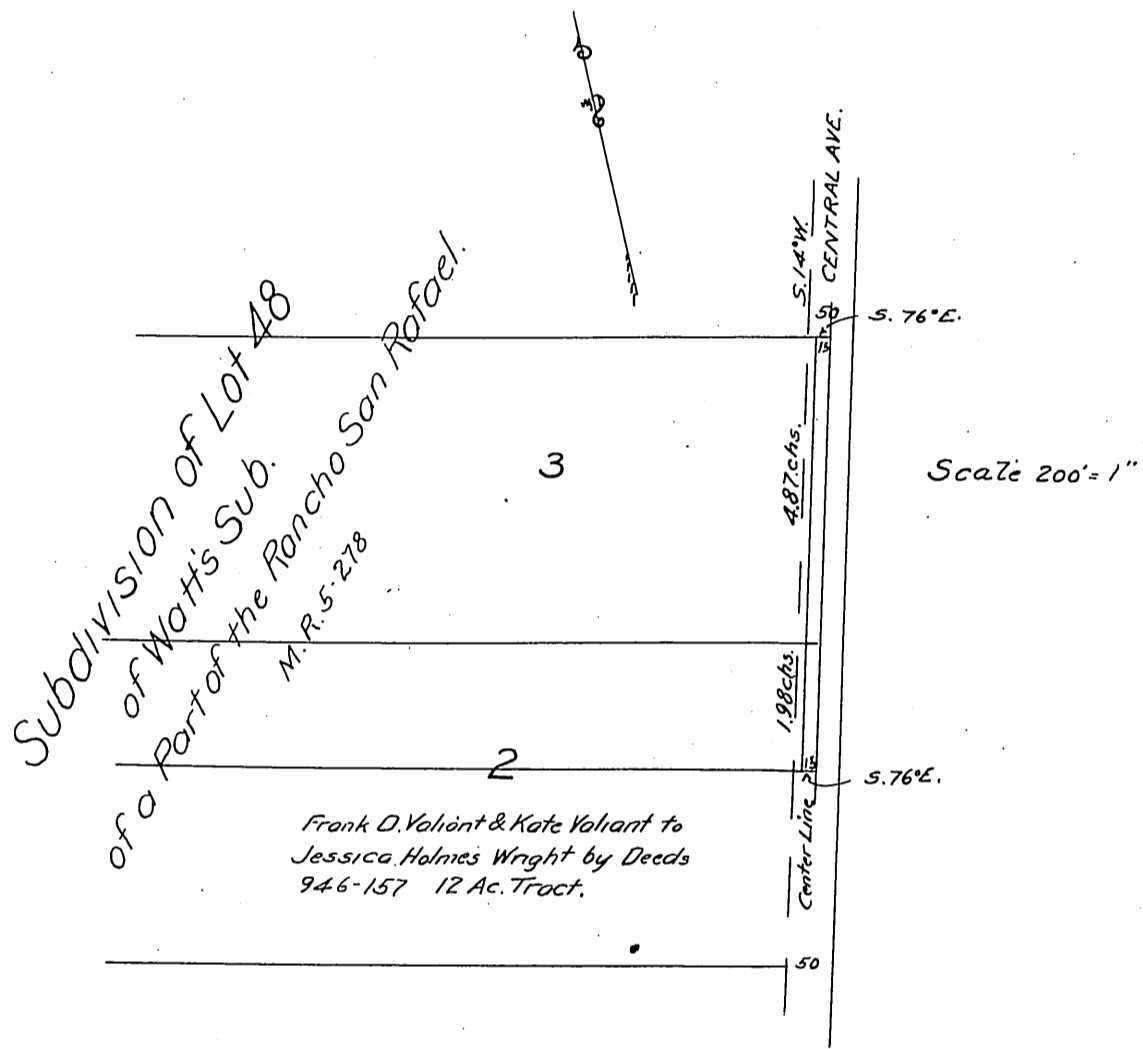 CENTRAL AVE.
S.14°W.
50
S. 76°E.
15
Subdivision of Lot 48
of Watt's Sub.
of a Part of the Rancho San Rafael.
M.R. 5-278
3
4.87chs.
Scale 200'= 1"
1.98chs.
2
15
S.76°E.
Center Line
Frank D. Valiant & Kate Valiant to
Jessica Holmes Wright by Deeds
946-157 12 Ac. Tract.
50